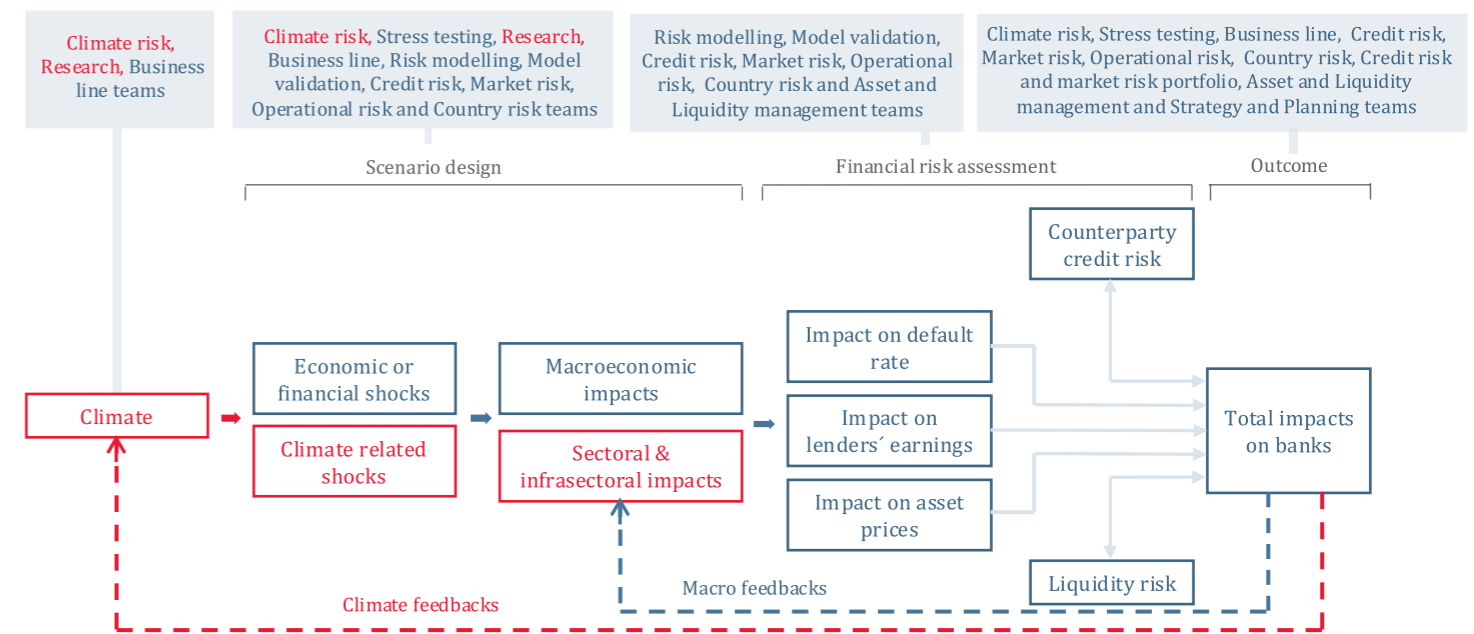 Climate risk,
Research, Business
line teams
Climate risk, Stress testing, Research,
Business line, Risk modelling, Model
validation, Credit risk, Market risk,
Operational risk and Country risk teams
Risk modelling, Model validation,
Credit risk, Market risk, Operational
risk, Country risk and Asset and
Liquidity management teams
Climate risk, Stress testing, Business line, Credit risk,
Market risk, Operational risk, Country risk, Credit risk
and market risk portfolio, Asset and Liquidity
management and Strategy and Planning teams
Scenario design
Financial risk assessment
Outcome
Counterparty
credit risk
Climate
Economic or
financial shocks
Climate related
shocks
Macroeconomic
impacts
Sectoral &
infrasectoral impacts
Impact on default
rate
Impact on
lenders´ earnings
Impact on asset
prices
Total impacts
on banks
Liquidity risk
Macro feedbacks
Climate feedbacks